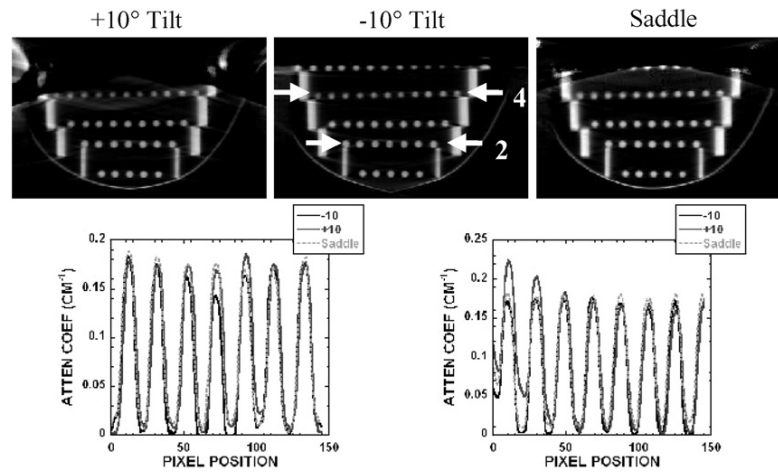 +10° Tilt
-10° Tilt
Saddle
4
2
-10
+10
Saddle
0.2
0.15
0.1
0.05
0
ATTEN COEF (CM-1)
0
50
100
150
PIXEL POSITION
-10
+10
Saddle
0.25
0.2
0.15
0.1
0.05
0
ATTEN COEF (CM-1)
0
50
100
150
PIXEL POSITION